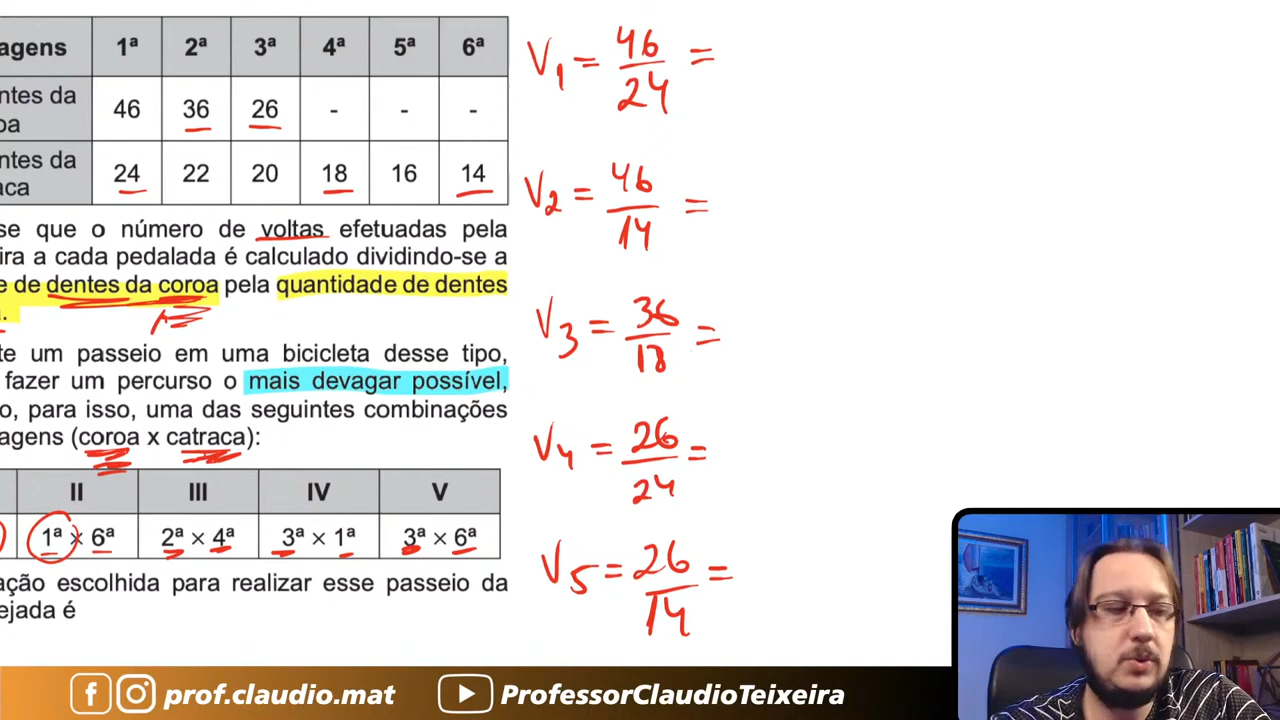 agens 1ª 2ª 3ª 4ª 5ª 6ª
entes da
oa 46 36 26 - - -
entes da
aca 24 22 20 18 16 14
se que o número de voltas efetuadas pela
ira a cada pedalada é calculado dividindo-se a
e de dentes da coroa pela quantidade de dentes
a.
te um passeio em uma bicicleta desse tipo,
fazer um percurso o mais devagar possível,
o, para isso, uma das seguintes combinações
agens (coroa x catraca):
II III IV V
1ª × 6ª 2ª × 4ª 3ª × 1ª 3ª × 6ª
ação escolhida para realizar esse passeio da
ejada é
V1 = 46/24 =
V2 = 46/14 =
V3 = 36/18 =
V4 = 26/24 =
V5 = 26/14 =
prof.claudio.mat ProfessorClaudioTeixeira